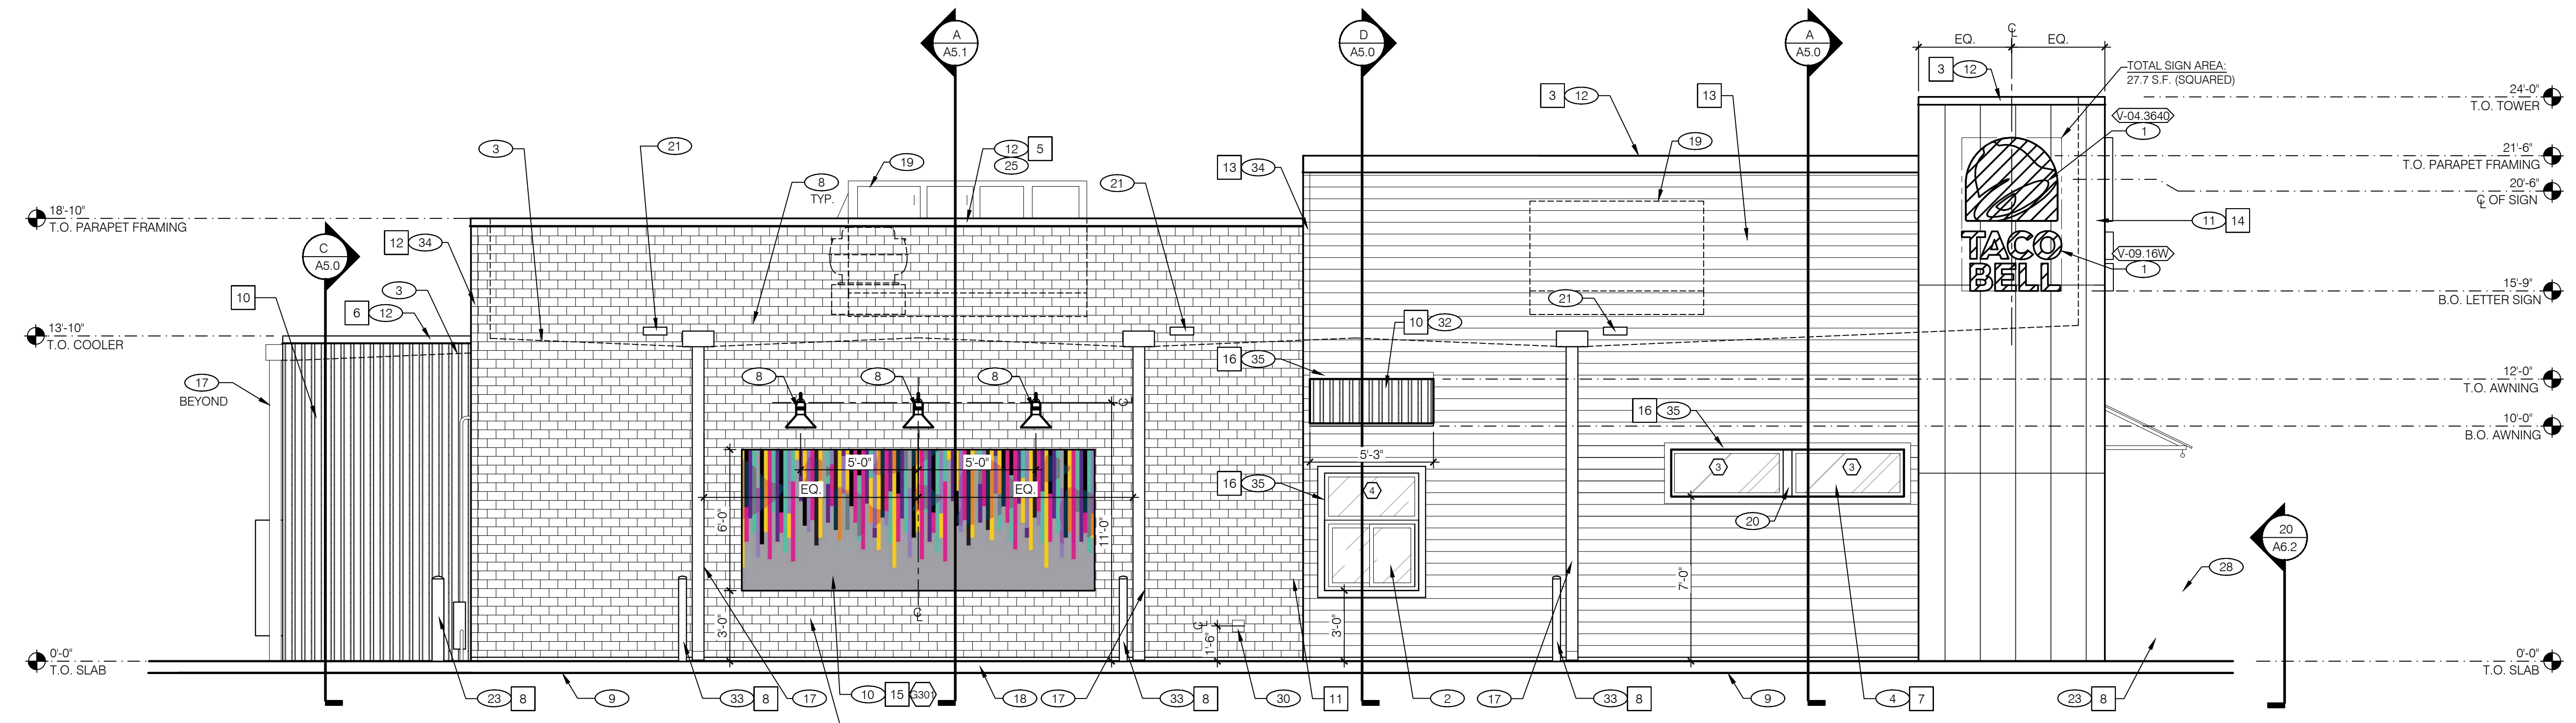 A
A5.1
D
A5.0
A
A5.0
EQ.
EQ.
3 12
TOTAL SIGN AREA:
27.7 S.F. (SQUARED)
24'-0"
T.O. TOWER
3 12
13
V-04.3640
1
3
21
12 5
25
19
13 34
19
21'-6"
T.O. PARAPET FRAMING
8
TYP.
21
20'-6"
℄ OF SIGN
18'-10"
T.O. PARAPET FRAMING
11 14
C
A5.0
12 34
TACO
BELL
V-09.16W
1
10
3
6 12
21
15'-9"
B.O. LETTER SIGN
13'-10"
T.O. COOLER
10 32
16 35
17
BEYOND
8
8
8
12'-0"
T.O. AWNING
℄
16 35
10'-0"
B.O. AWNING
5'-0"
5'-0"
5'-3"
3
3
EQ.
EQ.
16 35
4
6'-0"
11'-0"
20
20
A6.2
28
7'-0"
℄
3'-0"
℄
1'-6"
3'-0"
0'-0"
T.O. SLAB
0'-0"
T.O. SLAB
23 8
9
33 8
17
10 15 G301
18
17
33 8
30
11
2
17
33 8
9
4 7
23 8